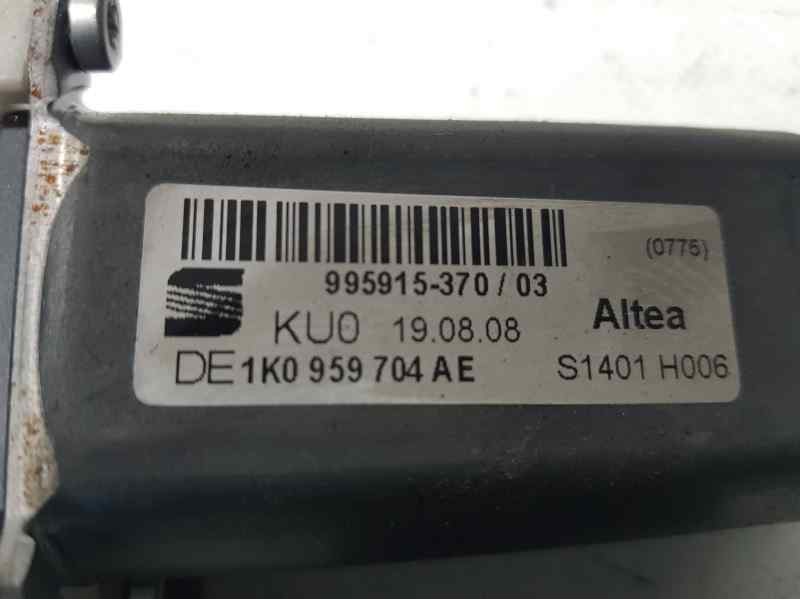 (0775)
995915-370 / 03
KU0 19.08.08 Altea
DE 1K0 959 704 AE S1401 H006